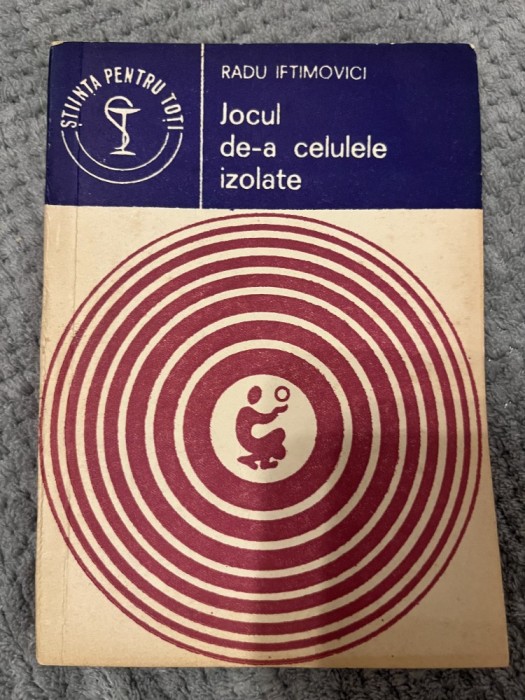 ȘTIINȚA PENTRU TOȚI
RADU IFTIMOVICI
Jocul
de-a celulele
izolate